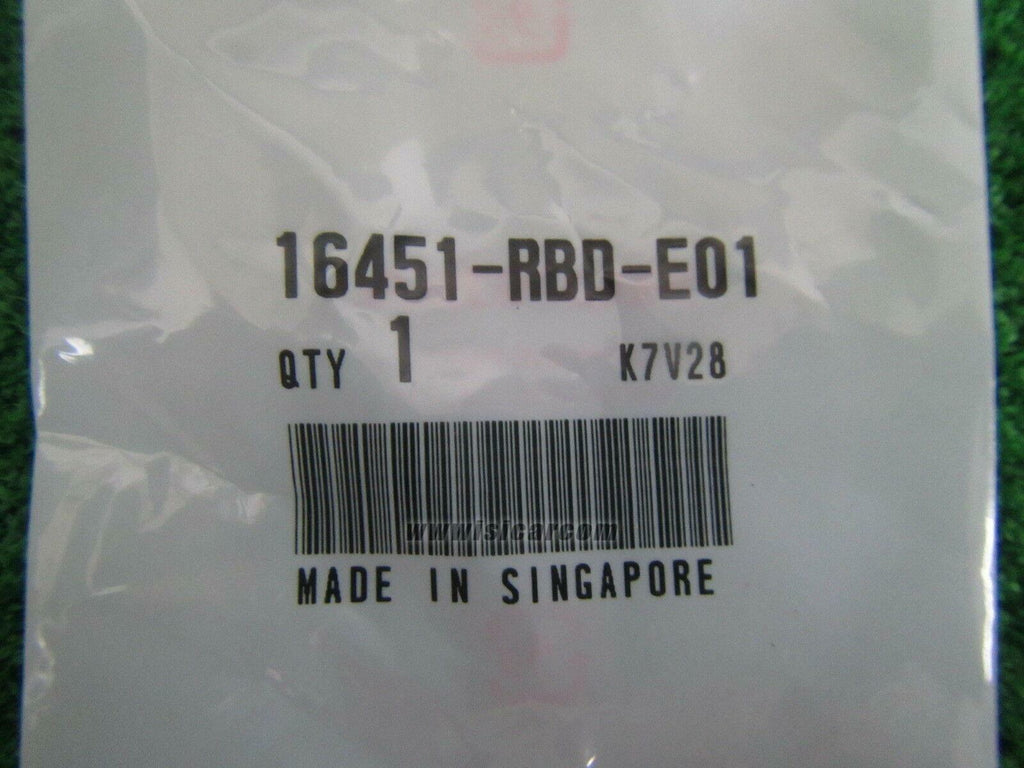 16451-RBD-E01
QTY 1 K7V28
www.isicar.com
MADE IN SINGAPORE